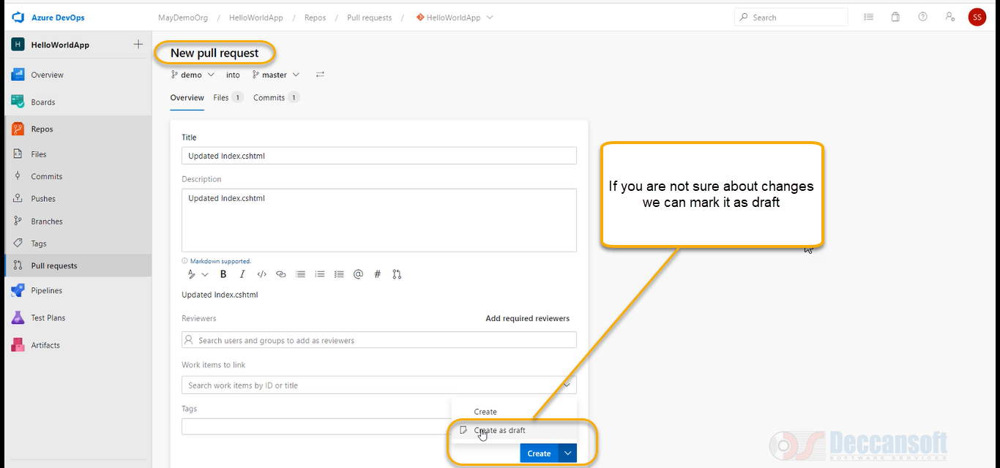 Azure DevOps
MayDemoOrg / HelloWorldApp / Repos / Pull requests / HelloWorldApp
Search
SS
H HelloWorldApp
Overview
Boards
Repos
Files
Commits
Pushes
Branches
Tags
Pull requests
Pipelines
Test Plans
Artifacts
New pull request
demo into master
Overview Files 1 Commits 1
Title
Updated Index.cshtml
Description
Updated Index.cshtml
Markdown supported.
B I </> @ #
Updated Index.cshtml
Reviewers Add required reviewers
Search users and groups to add as reviewers
Work items to link
Search work items by ID or title
Tags
Create
Create as draft
Create
If you are not sure about changes
we can mark it as draft
DS Deccansoft
SOFTWARE SERVICES